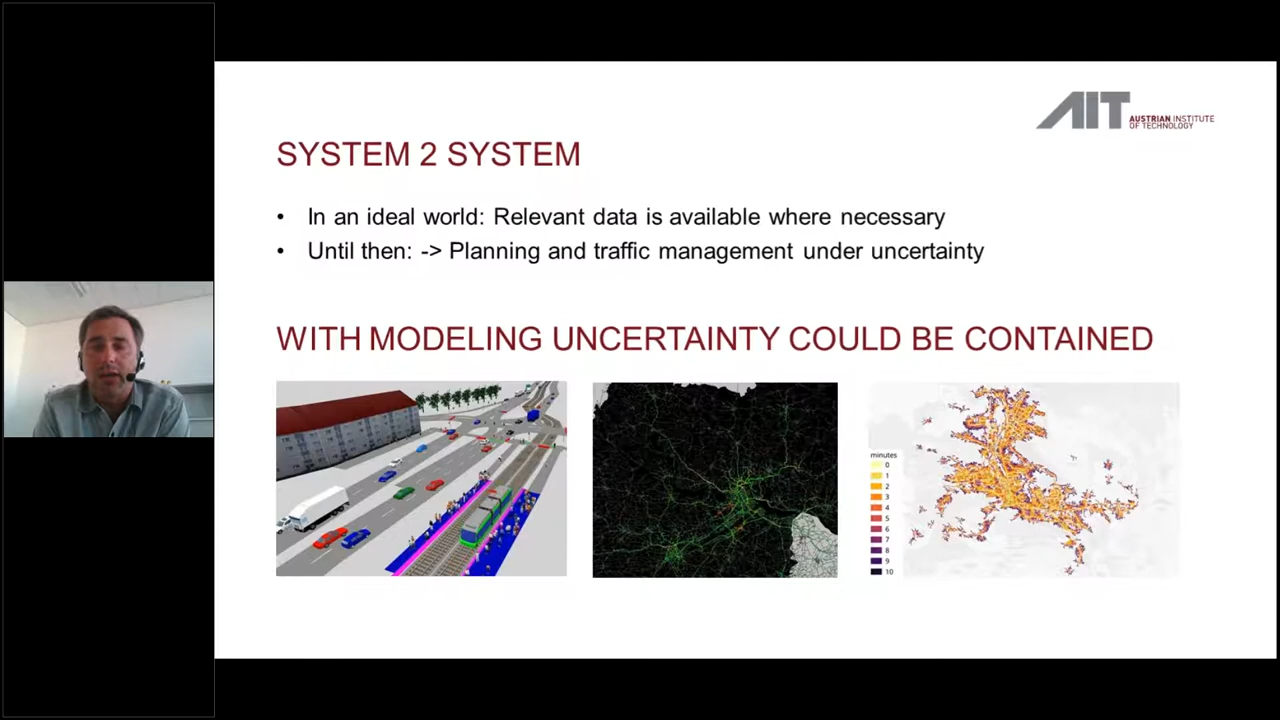 AIT AUSTRIAN INSTITUTE
OF TECHNOLOGY
SYSTEM 2 SYSTEM
• In an ideal world: Relevant data is available where necessary
• Until then: -> Planning and traffic management under uncertainty
WITH MODELING UNCERTAINTY COULD BE CONTAINED
minutes
0
1
2
3
4
5
6
7
8
9
10